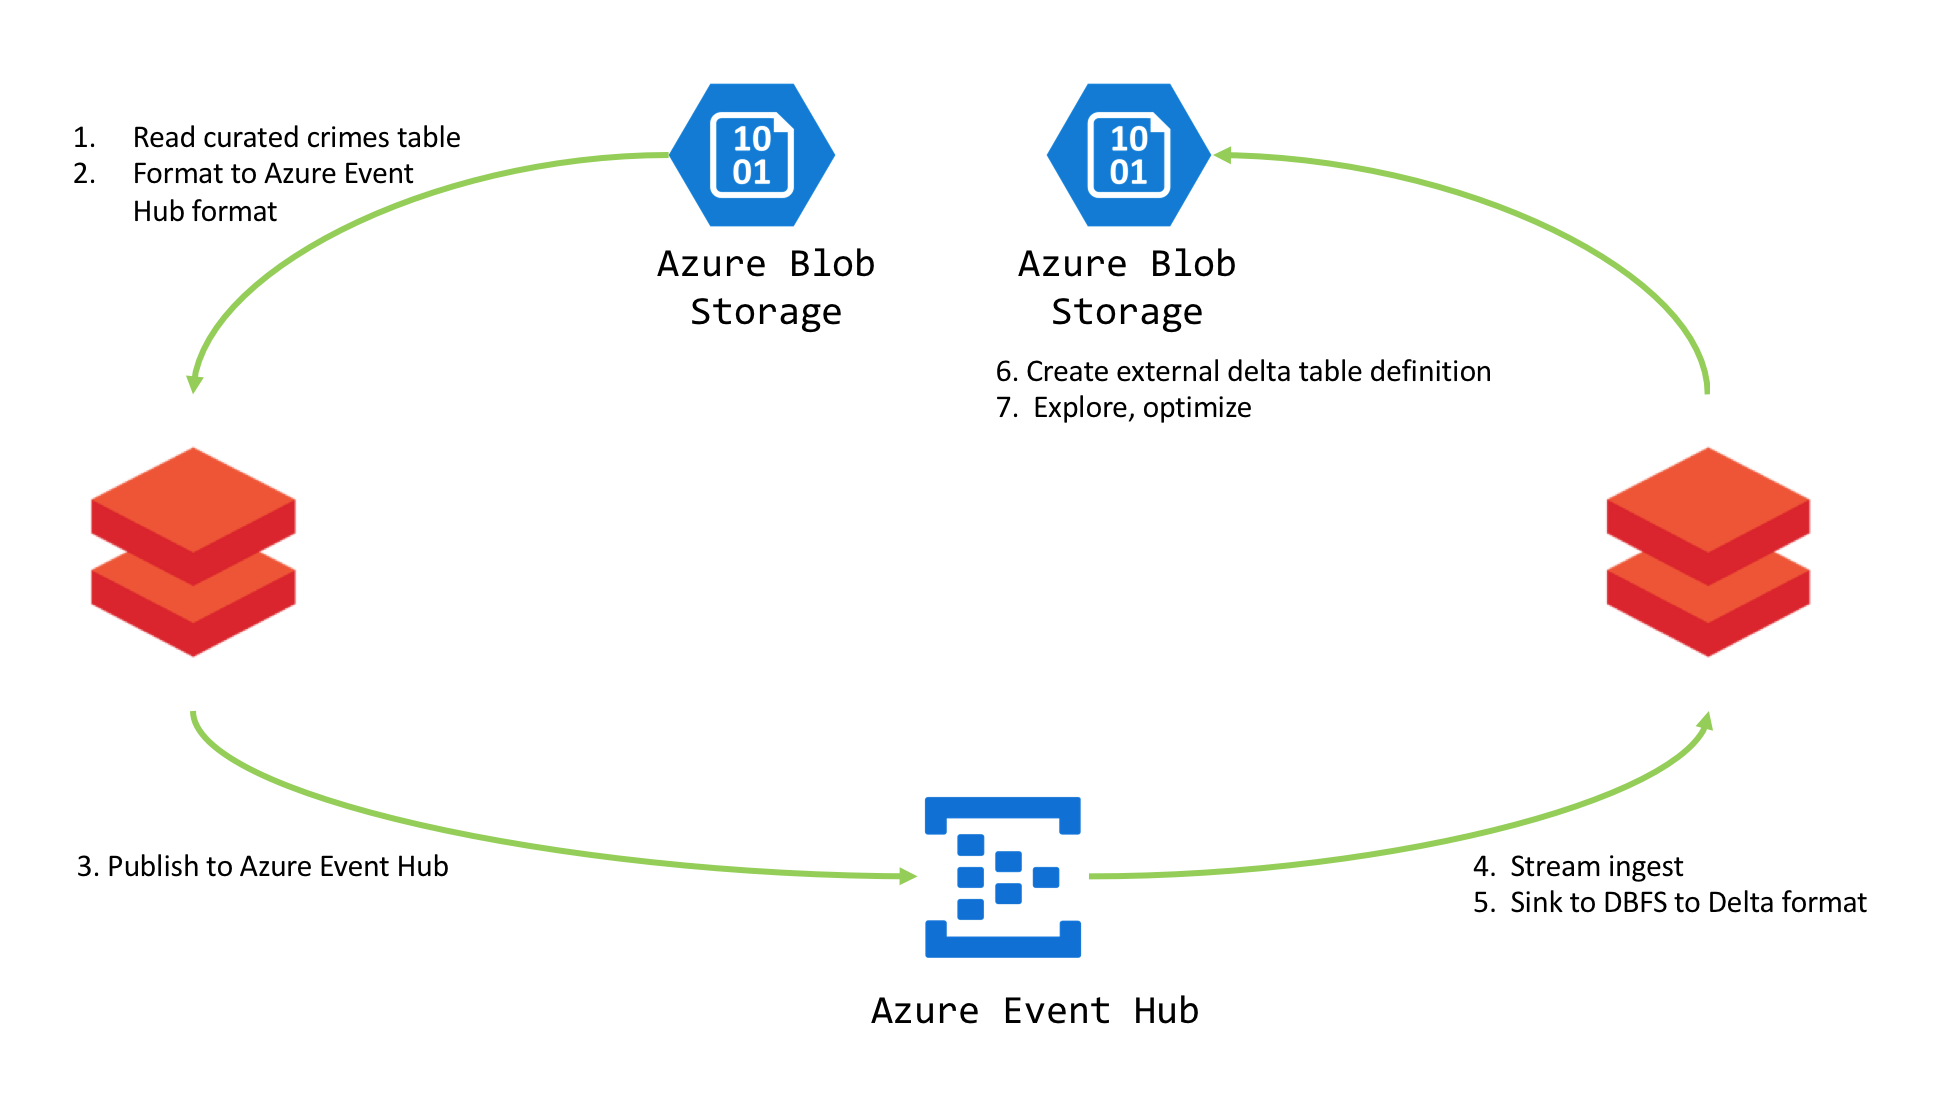 1. Read curated crimes table
2. Format to Azure Event
Hub format
10
01
Azure Blob
Storage
10
01
Azure Blob
Storage
6. Create external delta table definition
7. Explore, optimize
3. Publish to Azure Event Hub
4. Stream ingest
5. Sink to DBFS to Delta format
Azure Event Hub